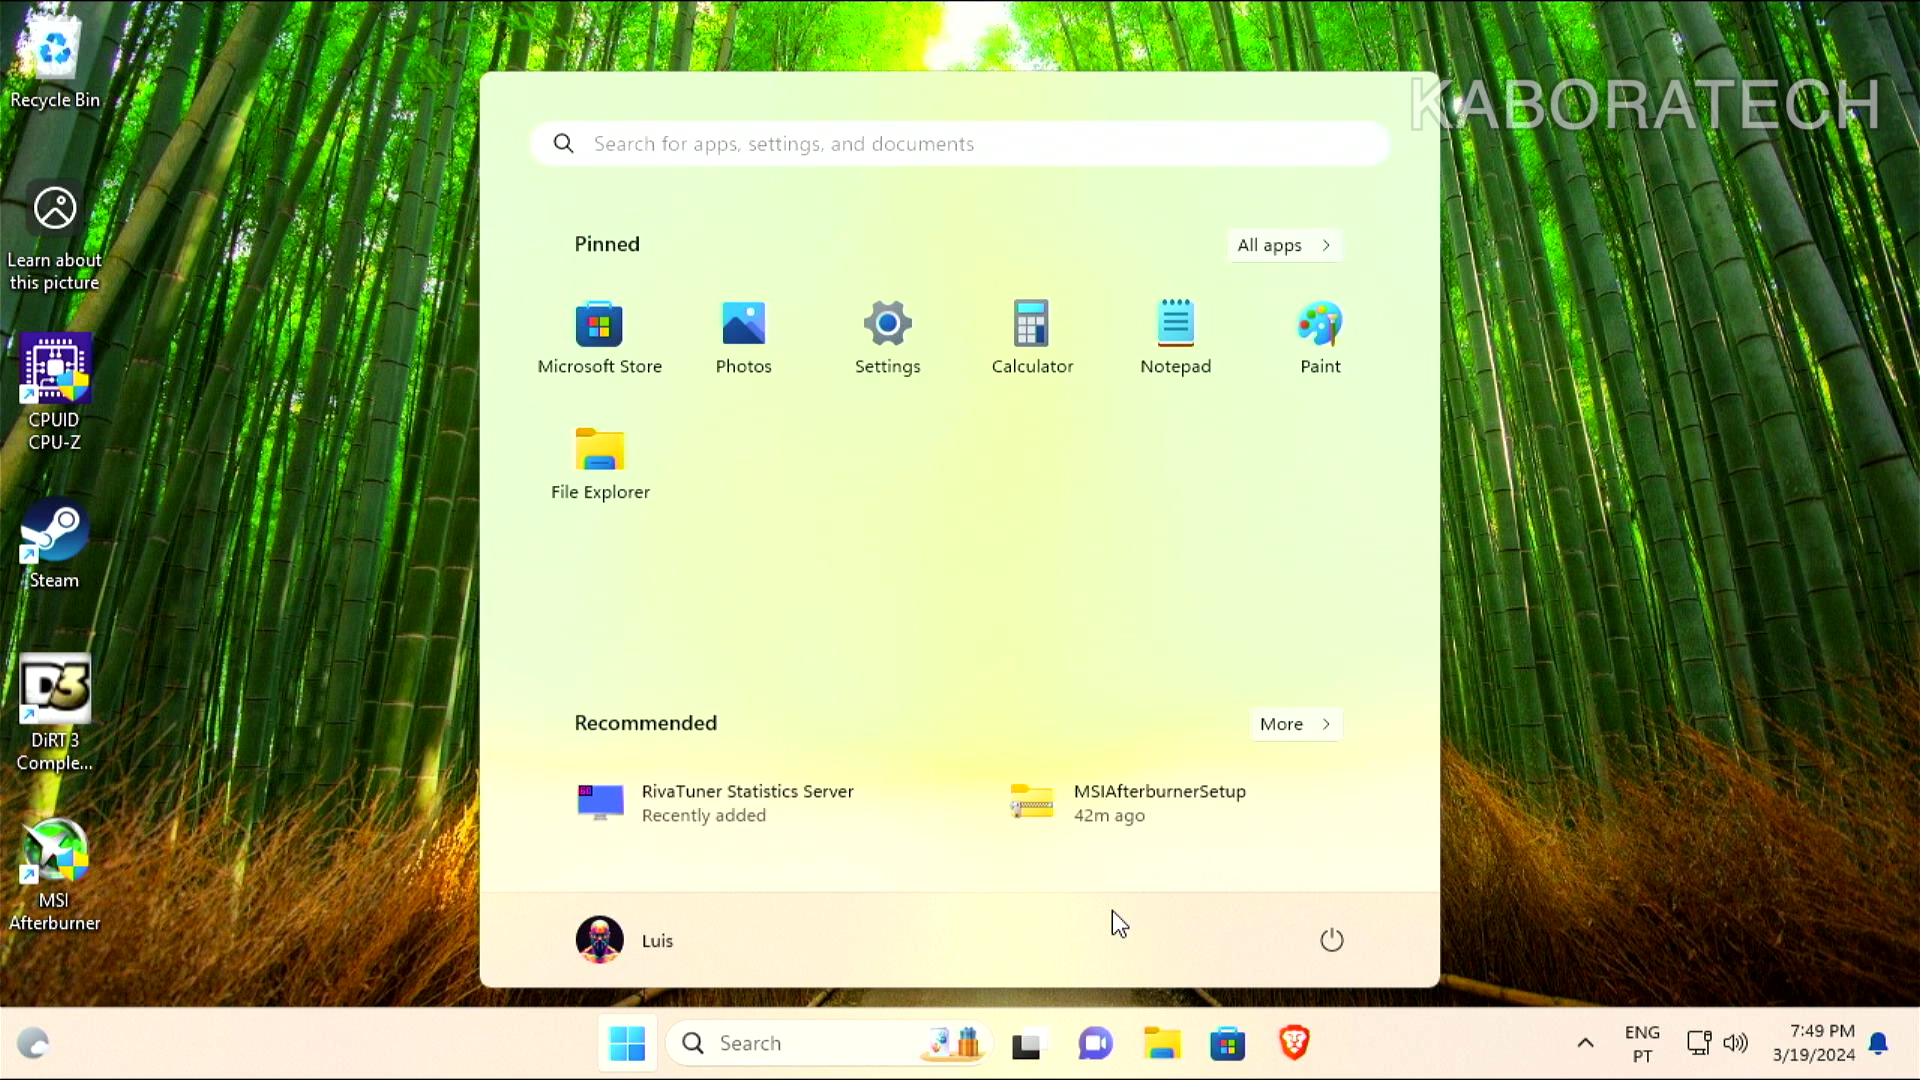 KABORATECH
Recycle Bin
Learn about
this picture
CPUID
CPU-Z
Steam
D3
DiRT 3
Comple...
MSI
Afterburner
Search for apps, settings, and documents
Pinned
All apps
Microsoft Store
Photos
Settings
Calculator
Notepad
Paint
File Explorer
Recommended
More
60
RivaTuner Statistics Server
Recently added
MSIAfterburnerSetup
42m ago
Luis
Search
ENG
PT
7:49 PM
3/19/2024